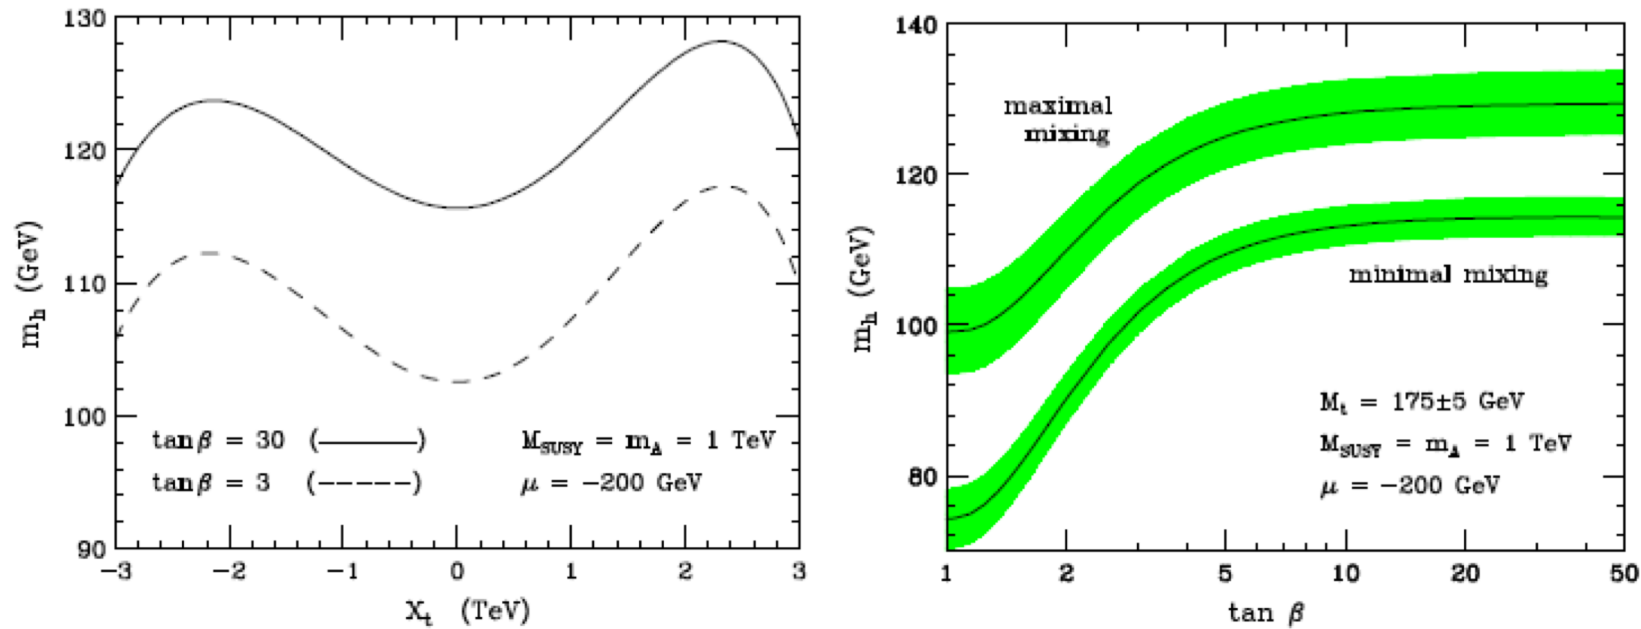 130
120
110
100
90
m_h (GeV)
tanβ = 30 (———)
tanβ = 3 (-----)
M_SUSY = m_A = 1 TeV
μ = −200 GeV
−3 −2 −1 0 1 2 3
X_t (TeV)
140
120
100
80
m_h (GeV)
maximal
mixing
minimal mixing
M_t = 175±5 GeV
M_SUSY = m_A = 1 TeV
μ = −200 GeV
1 2 5 10 20 50
tan β